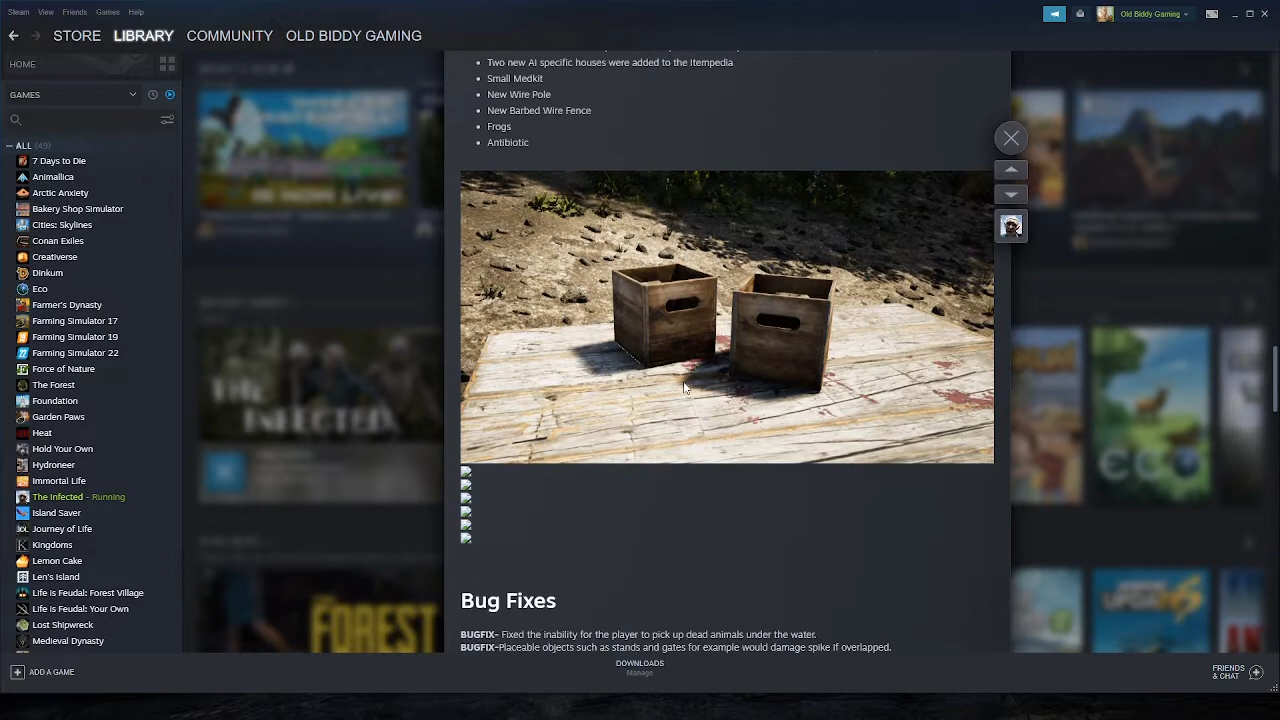 Steam View Friends Games Help
Old Biddy Gaming
STORE LIBRARY COMMUNITY OLD BIDDY GAMING
HOME
GAMES
ALL (49)
7 Days to Die
Animallica
Arctic Anxiety
Bakery Shop Simulator
Cities: Skylines
Conan Exiles
Creativerse
Dinkum
Eco
Farmer's Dynasty
Farming Simulator 17
Farming Simulator 19
Farming Simulator 22
Force of Nature
The Forest
Foundation
Garden Paws
Heat
Hold Your Own
Hydroneer
Immortal Life
The Infected - Running
Island Saver
Journey of Life
Kingdoms
Lemon Cake
Len's Island
Life is Feudal: Forest Village
Life is Feudal: Your Own
Lost Shipwreck
Medieval Dynasty
Two new AI specific houses were added to the Itempedia
Small Medkit
New Wire Pole
New Barbed Wire Fence
Frogs
Antibiotic
Bug Fixes
BUGFIX- Fixed the inability for the player to pick up dead animals under the water.
BUGFIX-Placeable objects such as stands and gates for example would damage spike if overlapped.
THE INFECTED
FOREST
ECO
ADD A GAME
DOWNLOADS
Manage
FRIENDS & CHAT